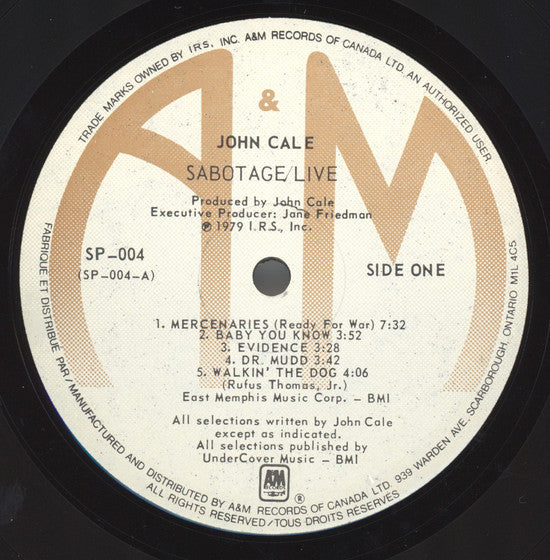 TRADE MARKS OWNED BY I.R.S., INC. A&M RECORDS OF CANADA LTD. AN AUTHORIZED USER
A & M
JOHN CALE
SABOTAGE/LIVE
Produced by John Cale
Executive Producer: Jane Friedman
℗ 1979 I.R.S., Inc.
SP-004
(SP-004-A)
SIDE ONE
1. MERCENARIES (Ready For War) 7:32
2. BABY YOU KNOW 3:52
3. EVIDENCE 3:28
4. DR. MUDD 3:42
5. WALKIN' THE DOG 4:06
(Rufus Thomas, Jr.)
East Memphis Music Corp. - BMI
All selections written by John Cale
except as indicated.
All selections published by
UnderCover Music - BMI
A&M
RECORDS
®
FABRIQUÉ ET DISTRIBUÉ PAR/MANUFACTURED AND DISTRIBUTED BY A&M RECORDS OF CANADA LTD. 939 WARDEN AVE, SCARBOROUGH, ONTARIO M1L 4C5
ALL RIGHTS RESERVED/TOUS DROITS RESERVÉS